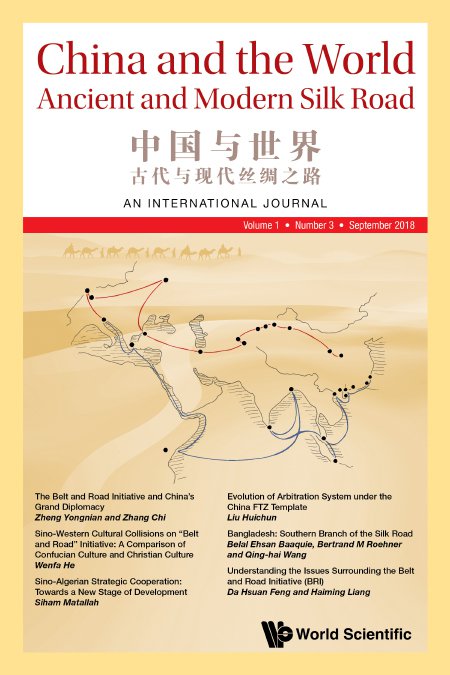 China and the World
Ancient and Modern Silk Road
中国与世界
古代与现代丝绸之路
AN INTERNATIONAL JOURNAL
Volume 1 • Number 3 • September 2018
The Belt and Road Initiative and China's
Grand Diplomacy
Zheng Yongnian and Zhang Chi
Sino-Western Cultural Collisions on "Belt
and Road" Initiative: A Comparison of
Confucian Culture and Christian Culture
Wenfa He
Sino-Algerian Strategic Cooperation:
Towards a New Stage of Development
Siham Matallah
Evolution of Arbitration System under the
China FTZ Template
Liu Huichun
Bangladesh: Southern Branch of the Silk Road
Belal Ehsan Baaquie, Bertrand M Roehner
and Qing-hai Wang
Understanding the Issues Surrounding the Belt
and Road Initiative (BRI)
Da Hsuan Feng and Haiming Liang
World Scientific